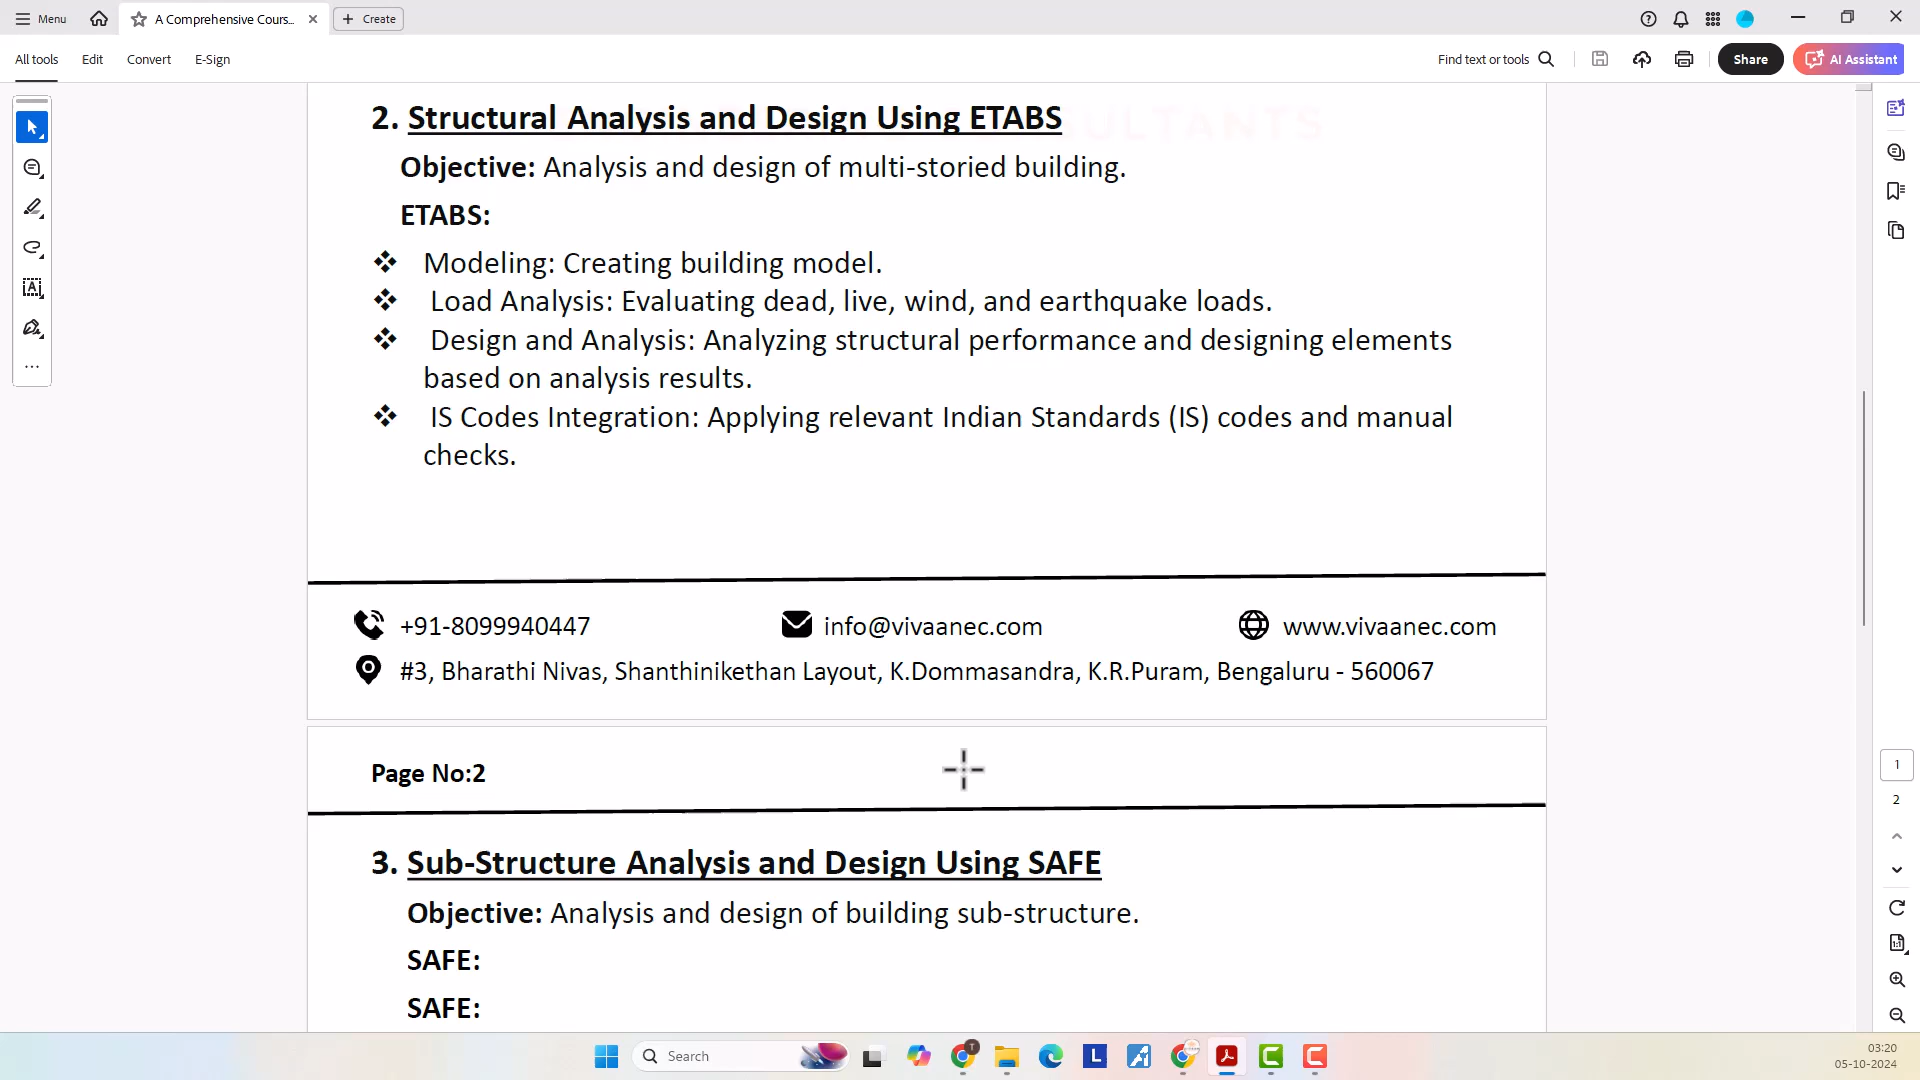 Menu
A Comprehensive Cours...
Create
All tools
Edit
Convert
E-Sign
Find text or tools
Share
AI Assistant
SULTANTS
2. Structural Analysis and Design Using ETABS
Objective: Analysis and design of multi-storied building.
ETABS:
❖ Modeling: Creating building model.
❖ Load Analysis: Evaluating dead, live, wind, and earthquake loads.
❖ Design and Analysis: Analyzing structural performance and designing elements
based on analysis results.
❖ IS Codes Integration: Applying relevant Indian Standards (IS) codes and manual
checks.
+91-8099940447
info@vivaanec.com
www.vivaanec.com
#3, Bharathi Nivas, Shanthinikethan Layout, K.Dommasandra, K.R.Puram, Bengaluru - 560067
Page No:2
3. Sub-Structure Analysis and Design Using SAFE
Objective: Analysis and design of building sub-structure.
SAFE:
SAFE:
1
2
Search
03:20
05-10-2024